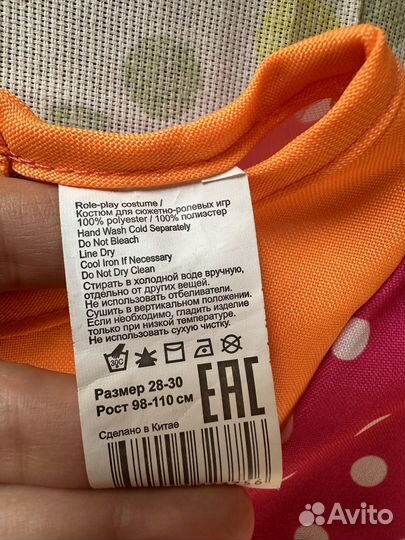 Role-play costume /
Костюм для сюжетно-ролевых игр
100% polyester / 100% полиэстер
Hand Wash Cold Separately
Do Not Bleach
Line Dry
Cool Iron If Necessary
Do Not Dry Clean
Стирать в холодной воде вручную,
отдельно от других вещей.
Не использовать отбеливатели.
Сушить в вертикальном положении.
Если необходимо, гладить изделие
только при низкой температуре.
Не использовать сухую чистку.
30C
Размер 28-30
Рост 98-110 см
EAC
Сделано в Китае
Avito